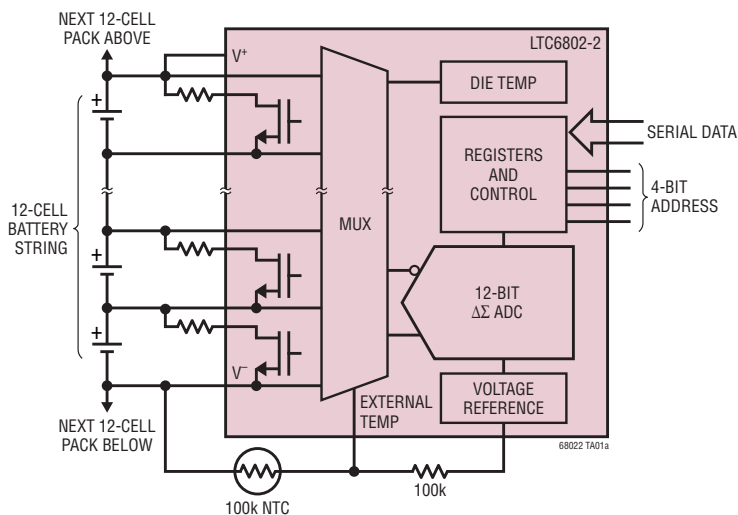 NEXT 12-CELL
PACK ABOVE
LTC6802-2
V+
DIE TEMP
+
SERIAL DATA
REGISTERS
AND
CONTROL
4-BIT
ADDRESS
12-CELL
BATTERY
STRING
MUX
+
12-BIT
ΔΣ ADC
+
V–
VOLTAGE
REFERENCE
EXTERNAL
TEMP
NEXT 12-CELL
PACK BELOW
68022 TA01a
100k NTC
100k